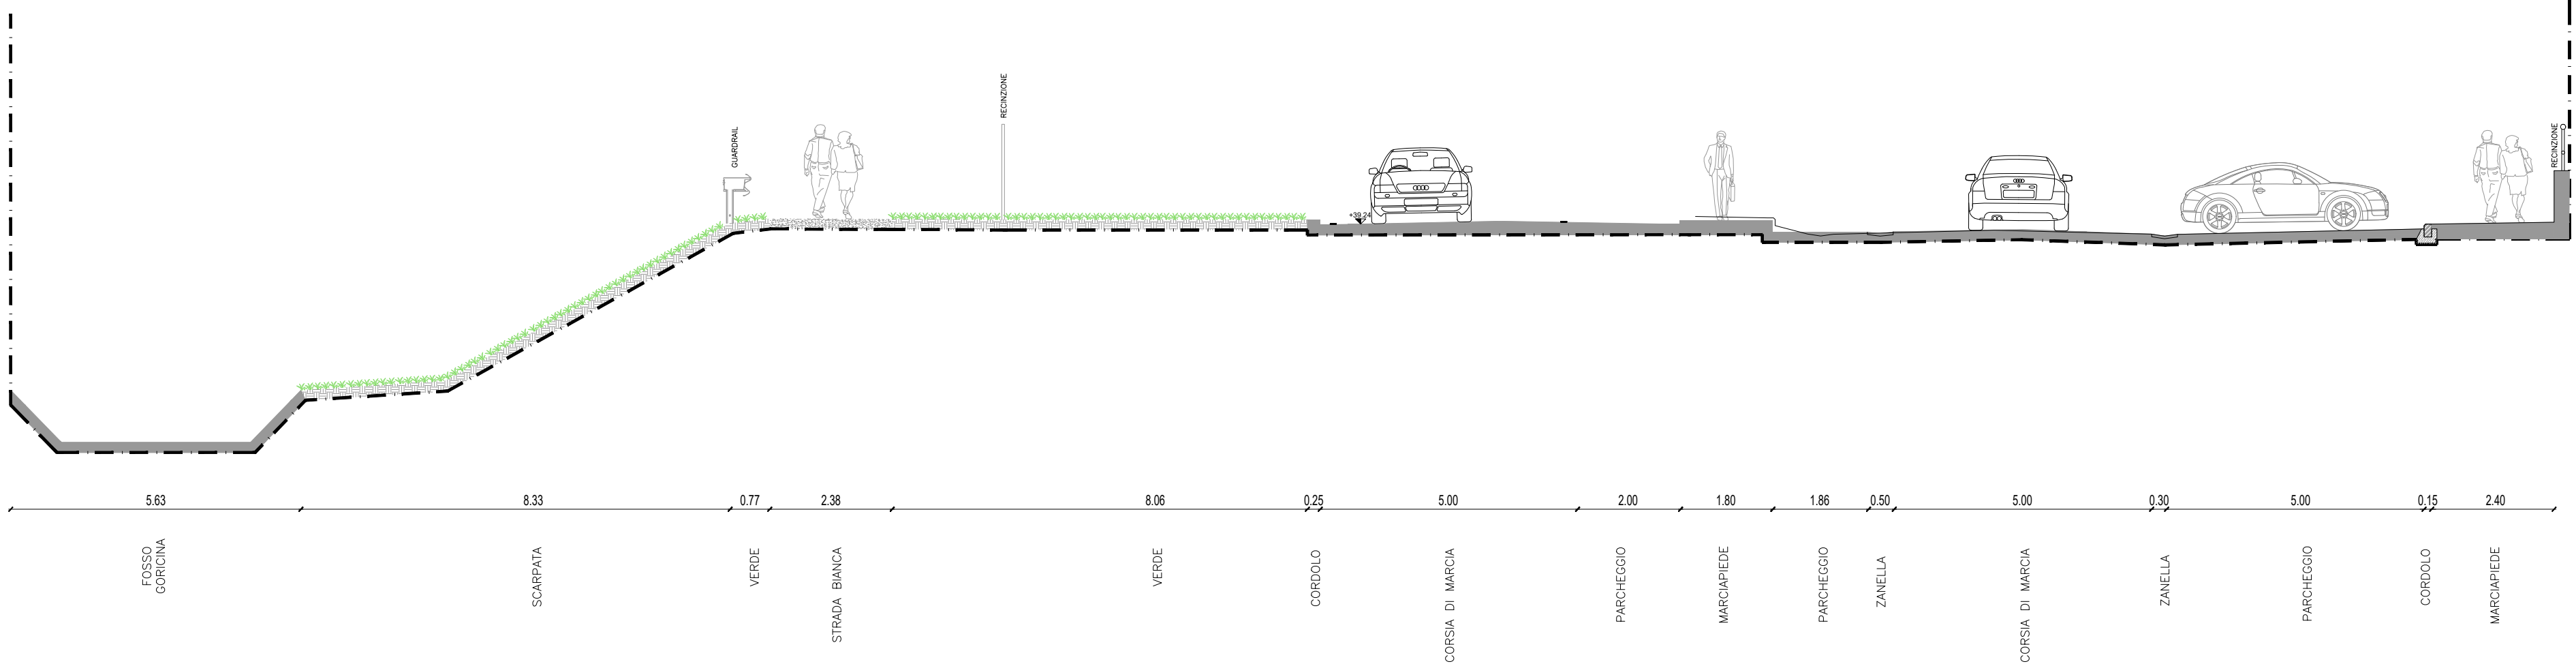 RECINZIONE
GUARDRAIL
RECINZIONE
+39.24
5.63
8.33
0.77
2.38
8.06
0.25
5.00
2.00
1.80
1.86
0.50
5.00
0.30
5.00
0.15
2.40
FOSSO
GORICINA
SCARPATA
VERDE
STRADA BIANCA
VERDE
CORDOLO
CORSIA DI MARCIA
PARCHEGGIO
MARCIAPIEDE
PARCHEGGIO
ZANELLA
CORSIA DI MARCIA
ZANELLA
PARCHEGGIO
CORDOLO
MARCIAPIEDE